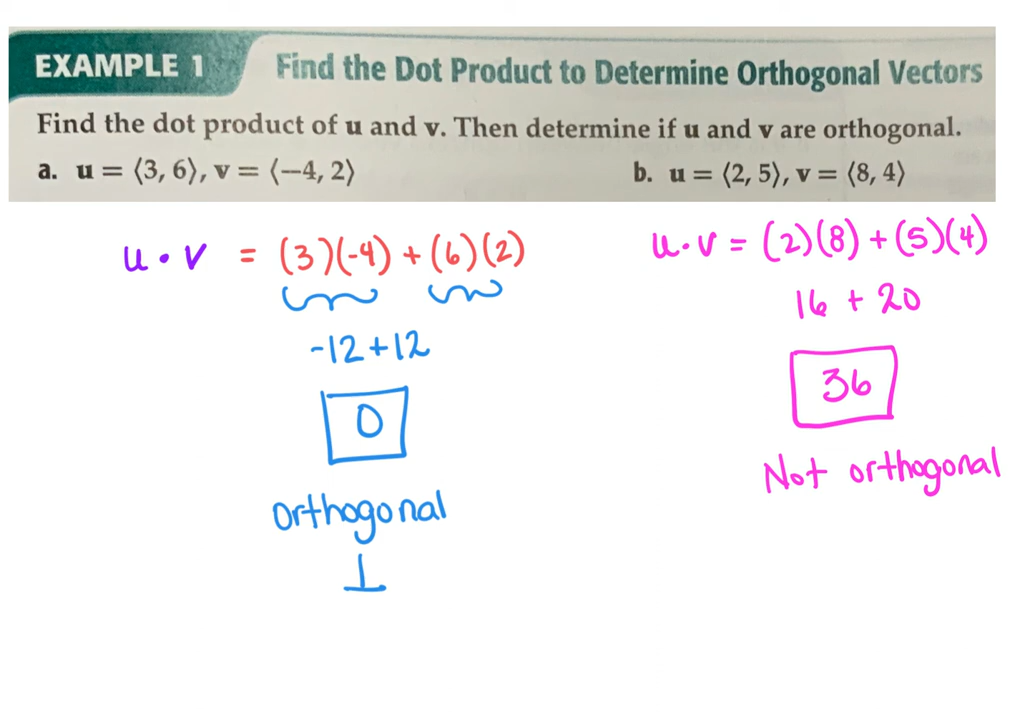 EXAMPLE 1 Find the Dot Product to Determine Orthogonal Vectors
Find the dot product of u and v. Then determine if u and v are orthogonal.
a. u = ⟨3, 6⟩, v = ⟨−4, 2⟩
b. u = ⟨2, 5⟩, v = ⟨8, 4⟩
u · v = (3)(-4) + (6)(2)
-12 + 12
0
orthogonal
⊥
u · v = (2)(8) + (5)(4)
16 + 20
36
Not orthogonal